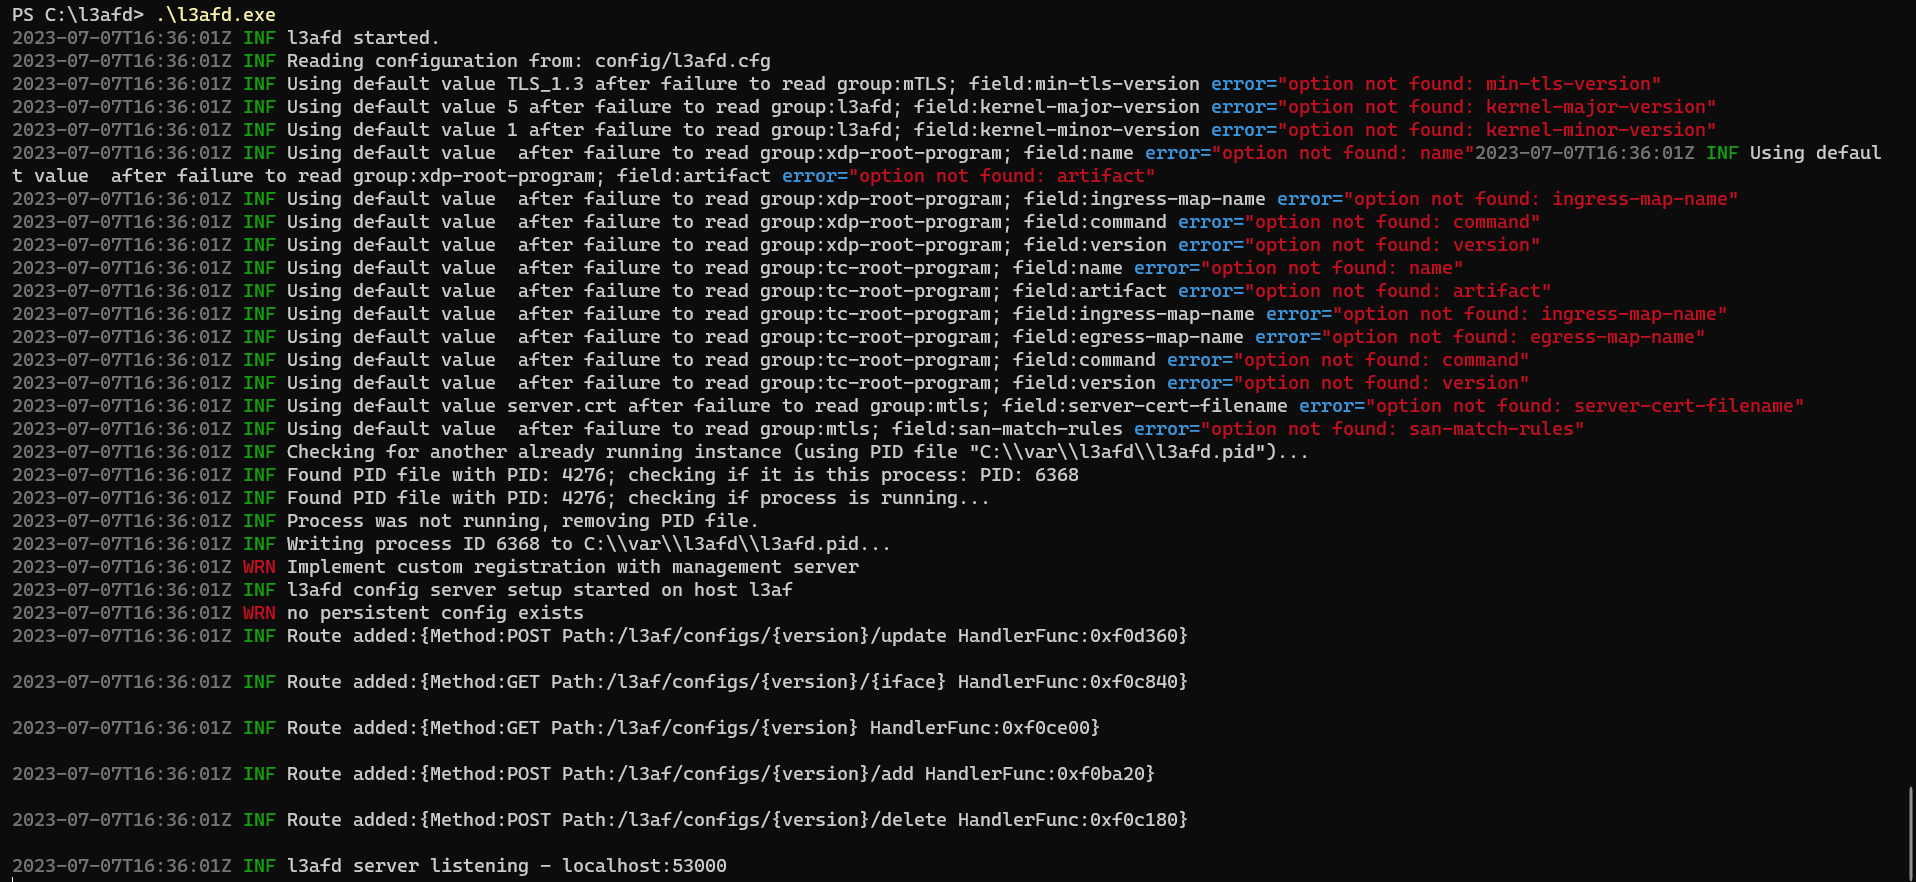 PS C:\l3afd> .\l3afd.exe
2023-07-07T16:36:01Z INF l3afd started.
2023-07-07T16:36:01Z INF Reading configuration from: config/l3afd.cfg
2023-07-07T16:36:01Z INF Using default value TLS_1.3 after failure to read group:mTLS; field:min-tls-version error="option not found: min-tls-version"
2023-07-07T16:36:01Z INF Using default value 5 after failure to read group:l3afd; field:kernel-major-version error="option not found: kernel-major-version"
2023-07-07T16:36:01Z INF Using default value 1 after failure to read group:l3afd; field:kernel-minor-version error="option not found: kernel-minor-version"
2023-07-07T16:36:01Z INF Using default value  after failure to read group:xdp-root-program; field:name error="option not found: name"2023-07-07T16:36:01Z INF Using defaul
t value  after failure to read group:xdp-root-program; field:artifact error="option not found: artifact"
2023-07-07T16:36:01Z INF Using default value  after failure to read group:xdp-root-program; field:ingress-map-name error="option not found: ingress-map-name"
2023-07-07T16:36:01Z INF Using default value  after failure to read group:xdp-root-program; field:command error="option not found: command"
2023-07-07T16:36:01Z INF Using default value  after failure to read group:xdp-root-program; field:version error="option not found: version"
2023-07-07T16:36:01Z INF Using default value  after failure to read group:tc-root-program; field:name error="option not found: name"
2023-07-07T16:36:01Z INF Using default value  after failure to read group:tc-root-program; field:artifact error="option not found: artifact"
2023-07-07T16:36:01Z INF Using default value  after failure to read group:tc-root-program; field:ingress-map-name error="option not found: ingress-map-name"
2023-07-07T16:36:01Z INF Using default value  after failure to read group:tc-root-program; field:egress-map-name error="option not found: egress-map-name"
2023-07-07T16:36:01Z INF Using default value  after failure to read group:tc-root-program; field:command error="option not found: command"
2023-07-07T16:36:01Z INF Using default value  after failure to read group:tc-root-program; field:version error="option not found: version"
2023-07-07T16:36:01Z INF Using default value server.crt after failure to read group:mtls; field:server-cert-filename error="option not found: server-cert-filename"
2023-07-07T16:36:01Z INF Using default value  after failure to read group:mtls; field:san-match-rules error="option not found: san-match-rules"
2023-07-07T16:36:01Z INF Checking for another already running instance (using PID file "C:\\var\\l3afd\\l3afd.pid")...
2023-07-07T16:36:01Z INF Found PID file with PID: 4276; checking if it is this process: PID: 6368
2023-07-07T16:36:01Z INF Found PID file with PID: 4276; checking if process is running...
2023-07-07T16:36:01Z INF Process was not running, removing PID file.
2023-07-07T16:36:01Z INF Writing process ID 6368 to C:\\var\\l3afd\\l3afd.pid...
2023-07-07T16:36:01Z WRN Implement custom registration with management server
2023-07-07T16:36:01Z INF l3afd config server setup started on host l3af
2023-07-07T16:36:01Z WRN no persistent config exists
2023-07-07T16:36:01Z INF Route added:{Method:POST Path:/l3af/configs/{version}/update HandlerFunc:0xf0d360}
2023-07-07T16:36:01Z INF Route added:{Method:GET Path:/l3af/configs/{version}/{iface} HandlerFunc:0xf0c840}
2023-07-07T16:36:01Z INF Route added:{Method:GET Path:/l3af/configs/{version} HandlerFunc:0xf0ce00}
2023-07-07T16:36:01Z INF Route added:{Method:POST Path:/l3af/configs/{version}/add HandlerFunc:0xf0ba20}
2023-07-07T16:36:01Z INF Route added:{Method:POST Path:/l3af/configs/{version}/delete HandlerFunc:0xf0c180}
2023-07-07T16:36:01Z INF l3afd server listening - localhost:53000